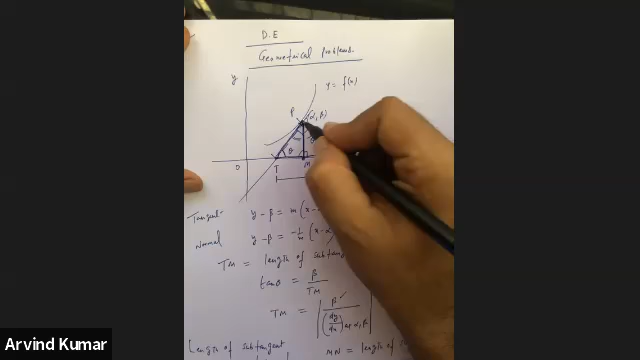 D.E
Geometrical problems
y
y = f(x)
P
(α, β)
θ
O
T
M
Tangent
y - β = m (x -
Normal
y - β = -1/m (x - α
TM = length of
tanθ = β/TM
TM = | β / (dy/dx) at α, β |
Length of subtangent
MN = length of
Arvind Kumar